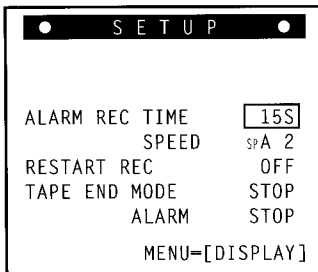 SETUP
ALARM REC TIME 15S
SPEED SPA 2
RESTART REC OFF
TAPE END MODE STOP
ALARM STOP
MENU=[DISPLAY]